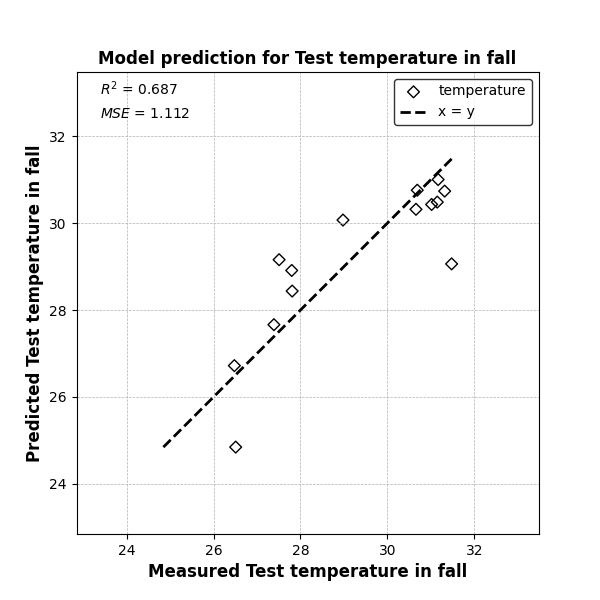 Model prediction for Test temperature in fall
R² = 0.687
MSE = 1.112
temperature
x = y
32
30
28
26
24
Predicted Test temperature in fall
24 26 28 30 32
Measured Test temperature in fall